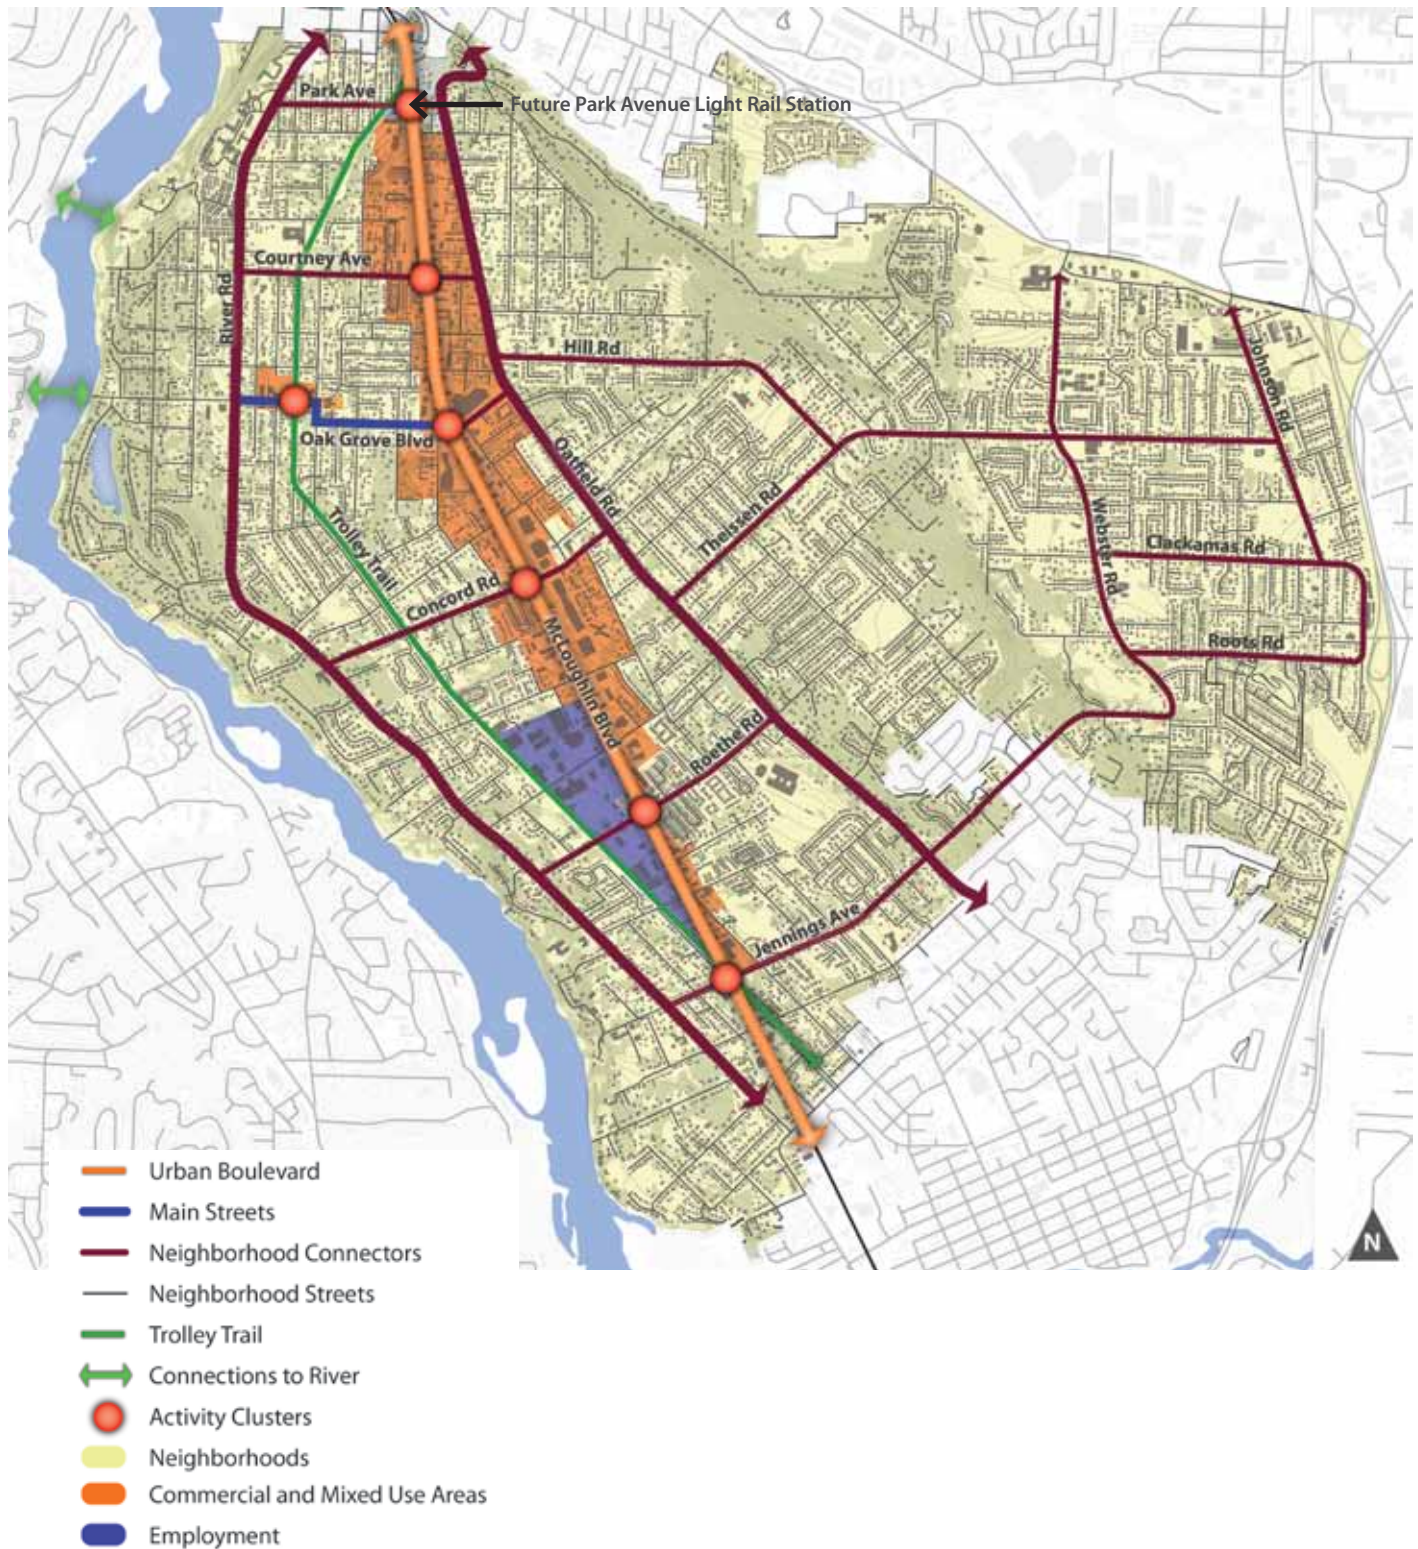 Park Ave
Future Park Avenue Light Rail Station
Courtney Ave
River Rd
Hill Rd
Johnson Rd
Oak Grove Blvd
Oatfield Rd
Trolley Trail
Theissen Rd
Webster Rd
Clackamas Rd
Concord Rd
McLoughlin Blvd
Roots Rd
Roethe Rd
Jennings Ave
N
Urban Boulevard
Main Streets
Neighborhood Connectors
Neighborhood Streets
Trolley Trail
Connections to River
Activity Clusters
Neighborhoods
Commercial and Mixed Use Areas
Employment